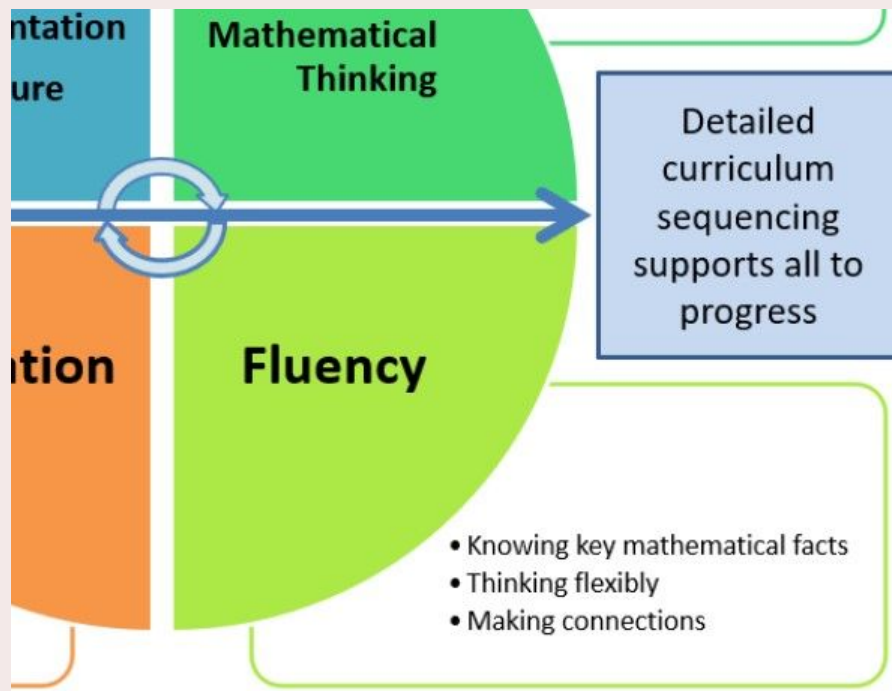 ntation
ure
Mathematical
Thinking
Detailed
curriculum
sequencing
supports all to
progress
ation
Fluency
• Knowing key mathematical facts
• Thinking flexibly
• Making connections